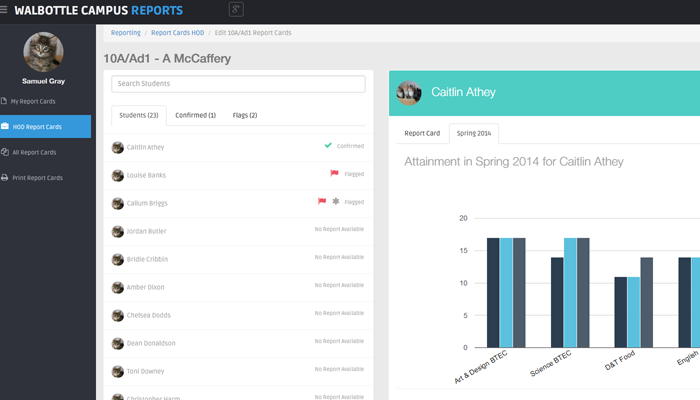 WALBOTTLE CAMPUS REPORTS
Reporting / Report Cards HOD / Edit 10A/Ad1 Report Cards
Samuel Gray
My Report Cards
HOD Report Cards
All Report Cards
Print Report Cards
10A/Ad1 - A McCaffery
Search Students
Students (23) Confirmed (1) Flags (2)
Caitlin Athey Confirmed
Louise Banks Flagged
Callum Briggs Flagged
Jordan Butler No Report Available
Bridie Cribbin No Report Available
Amber Dixon No Report Available
Chelsea Dodds No Report Available
Dean Donaldson No Report Available
Toni Downey No Report Available
Christopher Harm No Report Available
Caitlin Athey
Report Card Spring 2014
Attainment in Spring 2014 for Caitlin Athey
20
15
10
5
0
Art & Design BTEC
Science BTEC
D&T Food
English